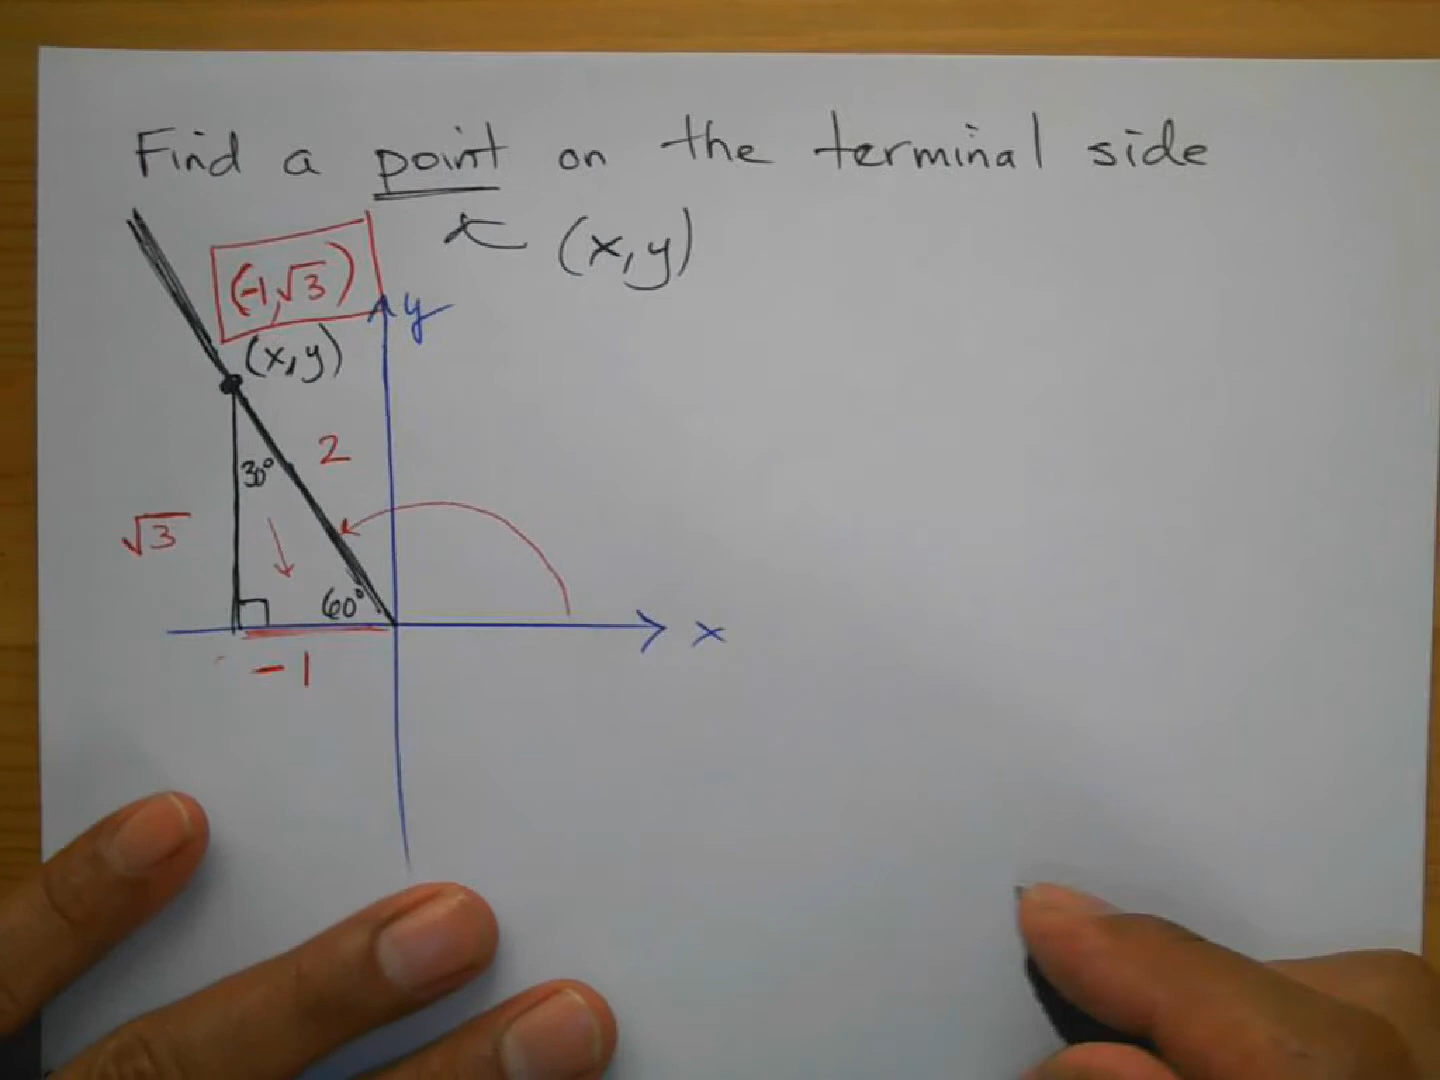 Find a point on the terminal side
(x,y)
(-1,√3)
y
(x,y)
2
30°
√3
60°
x
-1